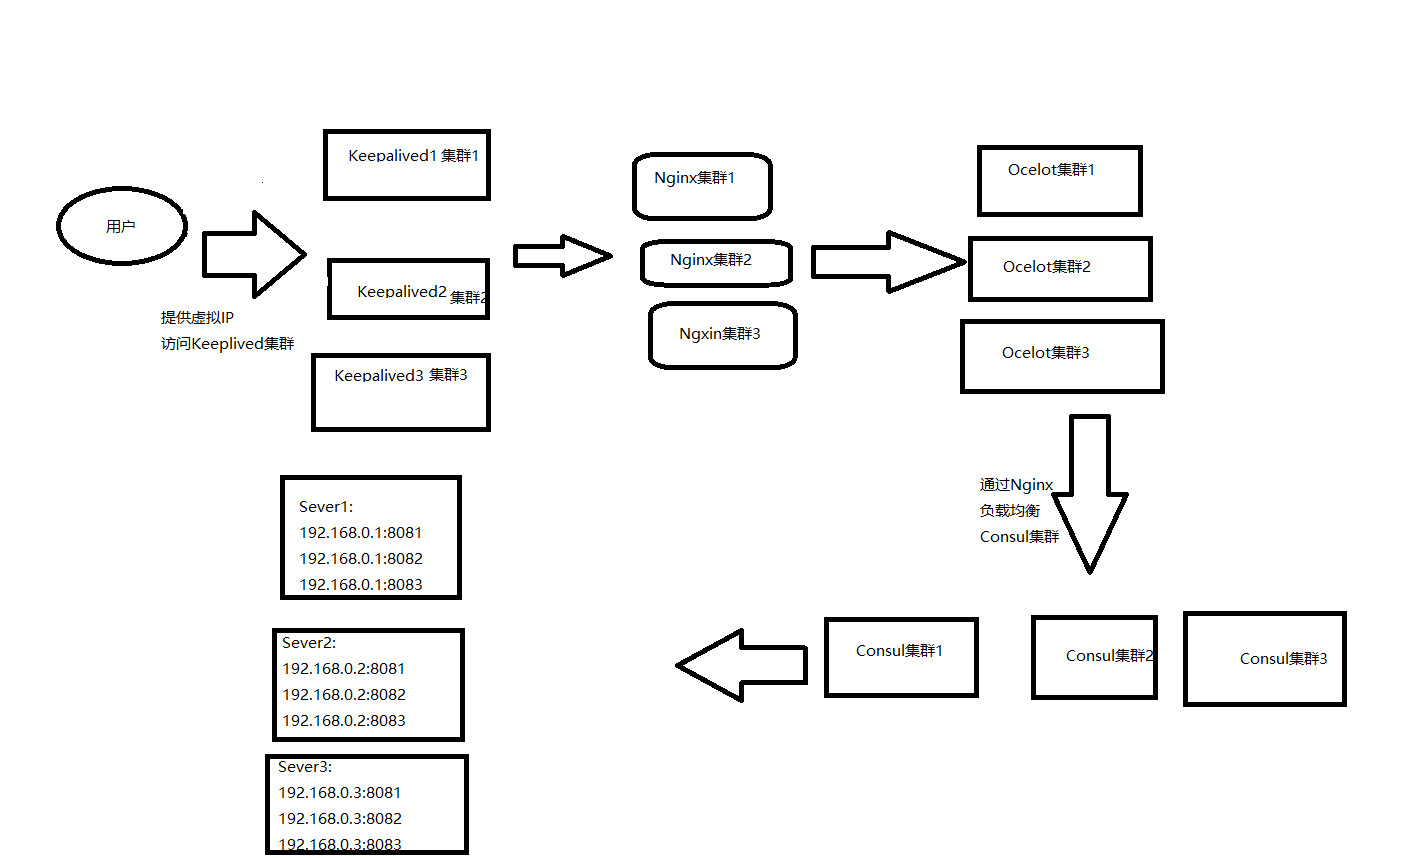 用户
提供虚拟IP
访问Keeplived集群
Keepalived1 集群1
Keepalived2 集群2
Keepalived3 集群3
Nginx集群1
Nginx集群2
Ngxin集群3
Ocelot集群1
Ocelot集群2
Ocelot集群3
通过Nginx
负载均衡
Consul集群
Consul集群1
Consul集群2
Consul集群3
Sever1:
192.168.0.1:8081
192.168.0.1:8082
192.168.0.1:8083
Sever2:
192.168.0.2:8081
192.168.0.2:8082
192.168.0.2:8083
Sever3:
192.168.0.3:8081
192.168.0.3:8082
192.168.0.3:8083